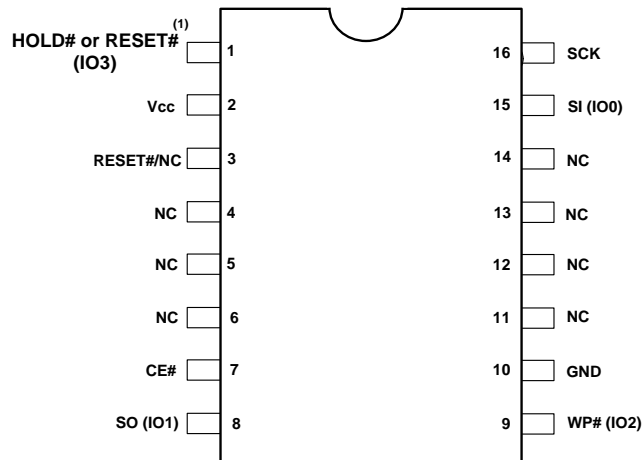 (1)
HOLD# or RESET#
(IO3)
1
16
SCK
Vcc
2
15
SI (IO0)
RESET#/NC
3
14
NC
NC
4
13
NC
NC
5
12
NC
NC
6
11
NC
CE#
7
10
GND
SO (IO1)
8
9
WP# (IO2)